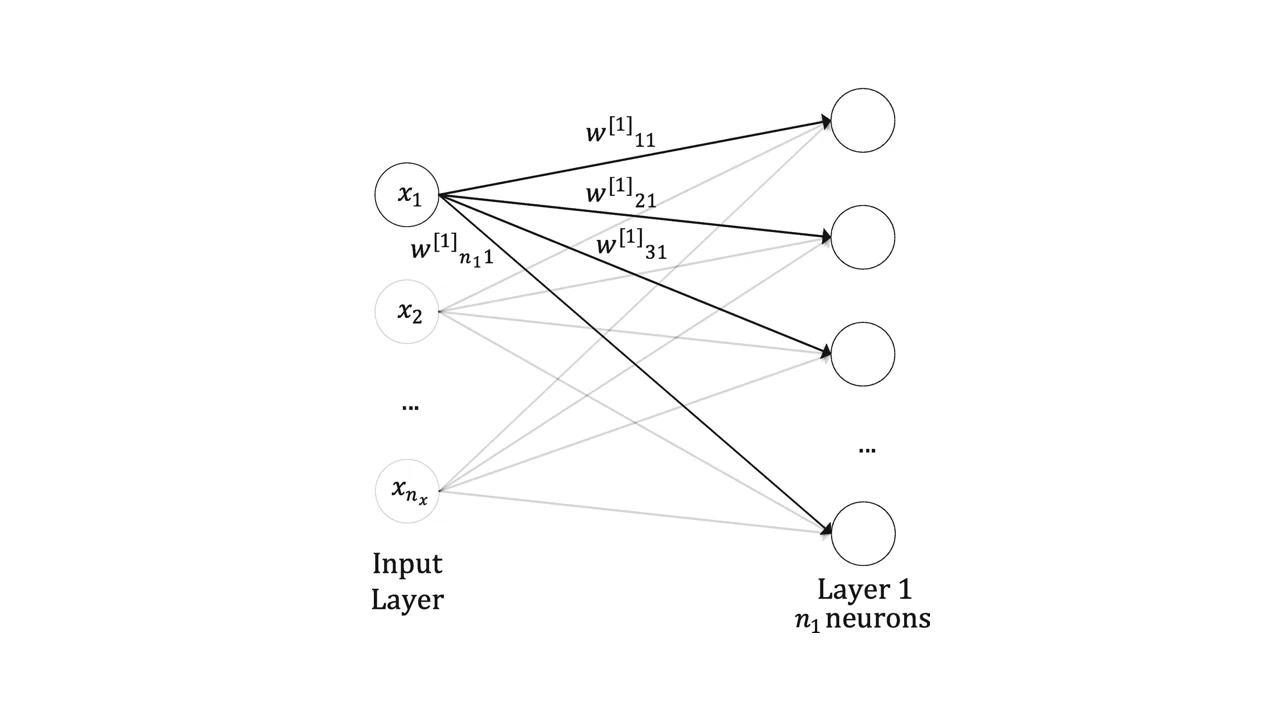 w[1]11
x1
w[1]21
w[1]31
w[1]n11
x2
...
...
xnx
Input
Layer
Layer 1
n1 neurons